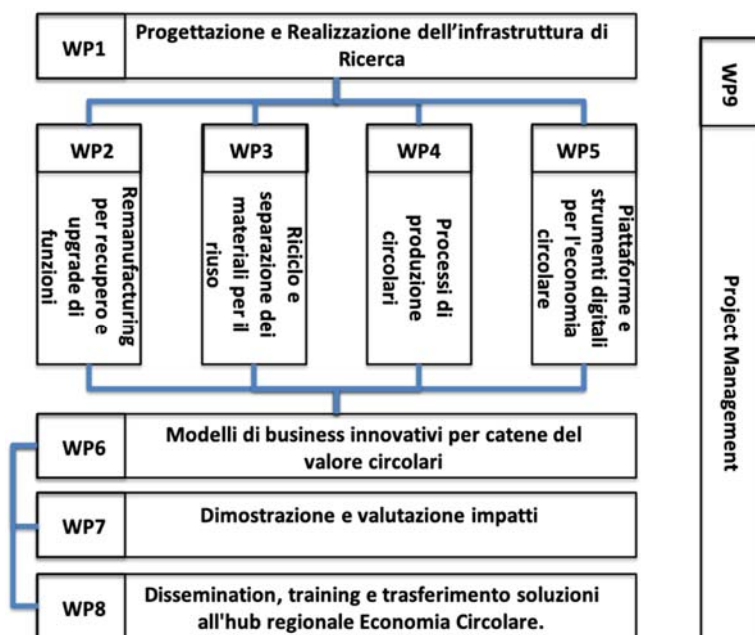 WP1
Progettazione e Realizzazione dell'infrastruttura di
Ricerca
WP2
Remanufacturing
per recupero e
upgrade di
funzioni
WP3
Riciclo e
separazione dei
materiali per il
riuso
WP4
Processi di
produzione
circolari
WP5
Piattaforme e
strumenti digitali
per l'economia
circolare
WP6
Modelli di business innovativi per catene del
valore circolari
WP7
Dimostrazione e valutazione impatti
WP8
Dissemination, training e trasferimento soluzioni
all'hub regionale Economia Circolare.
WP9
Project Management